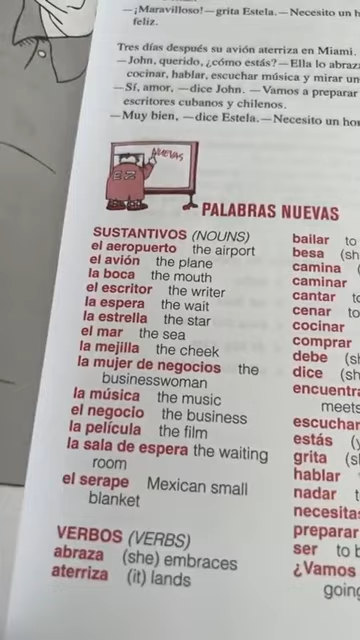 —¡Maravilloso! —grita Estela. —Necesito un
feliz.
Tres días después su avión aterriza en Miami.
—John, querido, ¿cómo estás? —Ella lo
cocinar, hablar, escuchar música y mirar un
—Sí, amor, —dice John. —Vamos a preparar
escritores cubanos y chilenos.
—Muy bien, —dice Estela. —Necesito un
NUEVAS
PALABRAS NUEVAS
SUSTANTIVOS (NOUNS)
el aeropuerto the airport
el avión the plane
la boca the mouth
el escritor the writer
la espera the wait
la estrella the star
el mar the sea
la mejilla the cheek
la mujer de negocios the
businesswoman
la música the music
el negocio the business
la película the film
la sala de espera the waiting
room
el serape Mexican small
blanket
VERBOS (VERBS)
abraza (she) embraces
aterriza (it) lands
bailar to
besa (sh
camina (
caminar
cantar to
cenar to
cocinar
comprar
debe (sh
dice (sh
encuentra
meets
escuchar
estás (y
grita (sh
hablar
nadar t
necesita
preparar
ser to b
¿Vamos
going